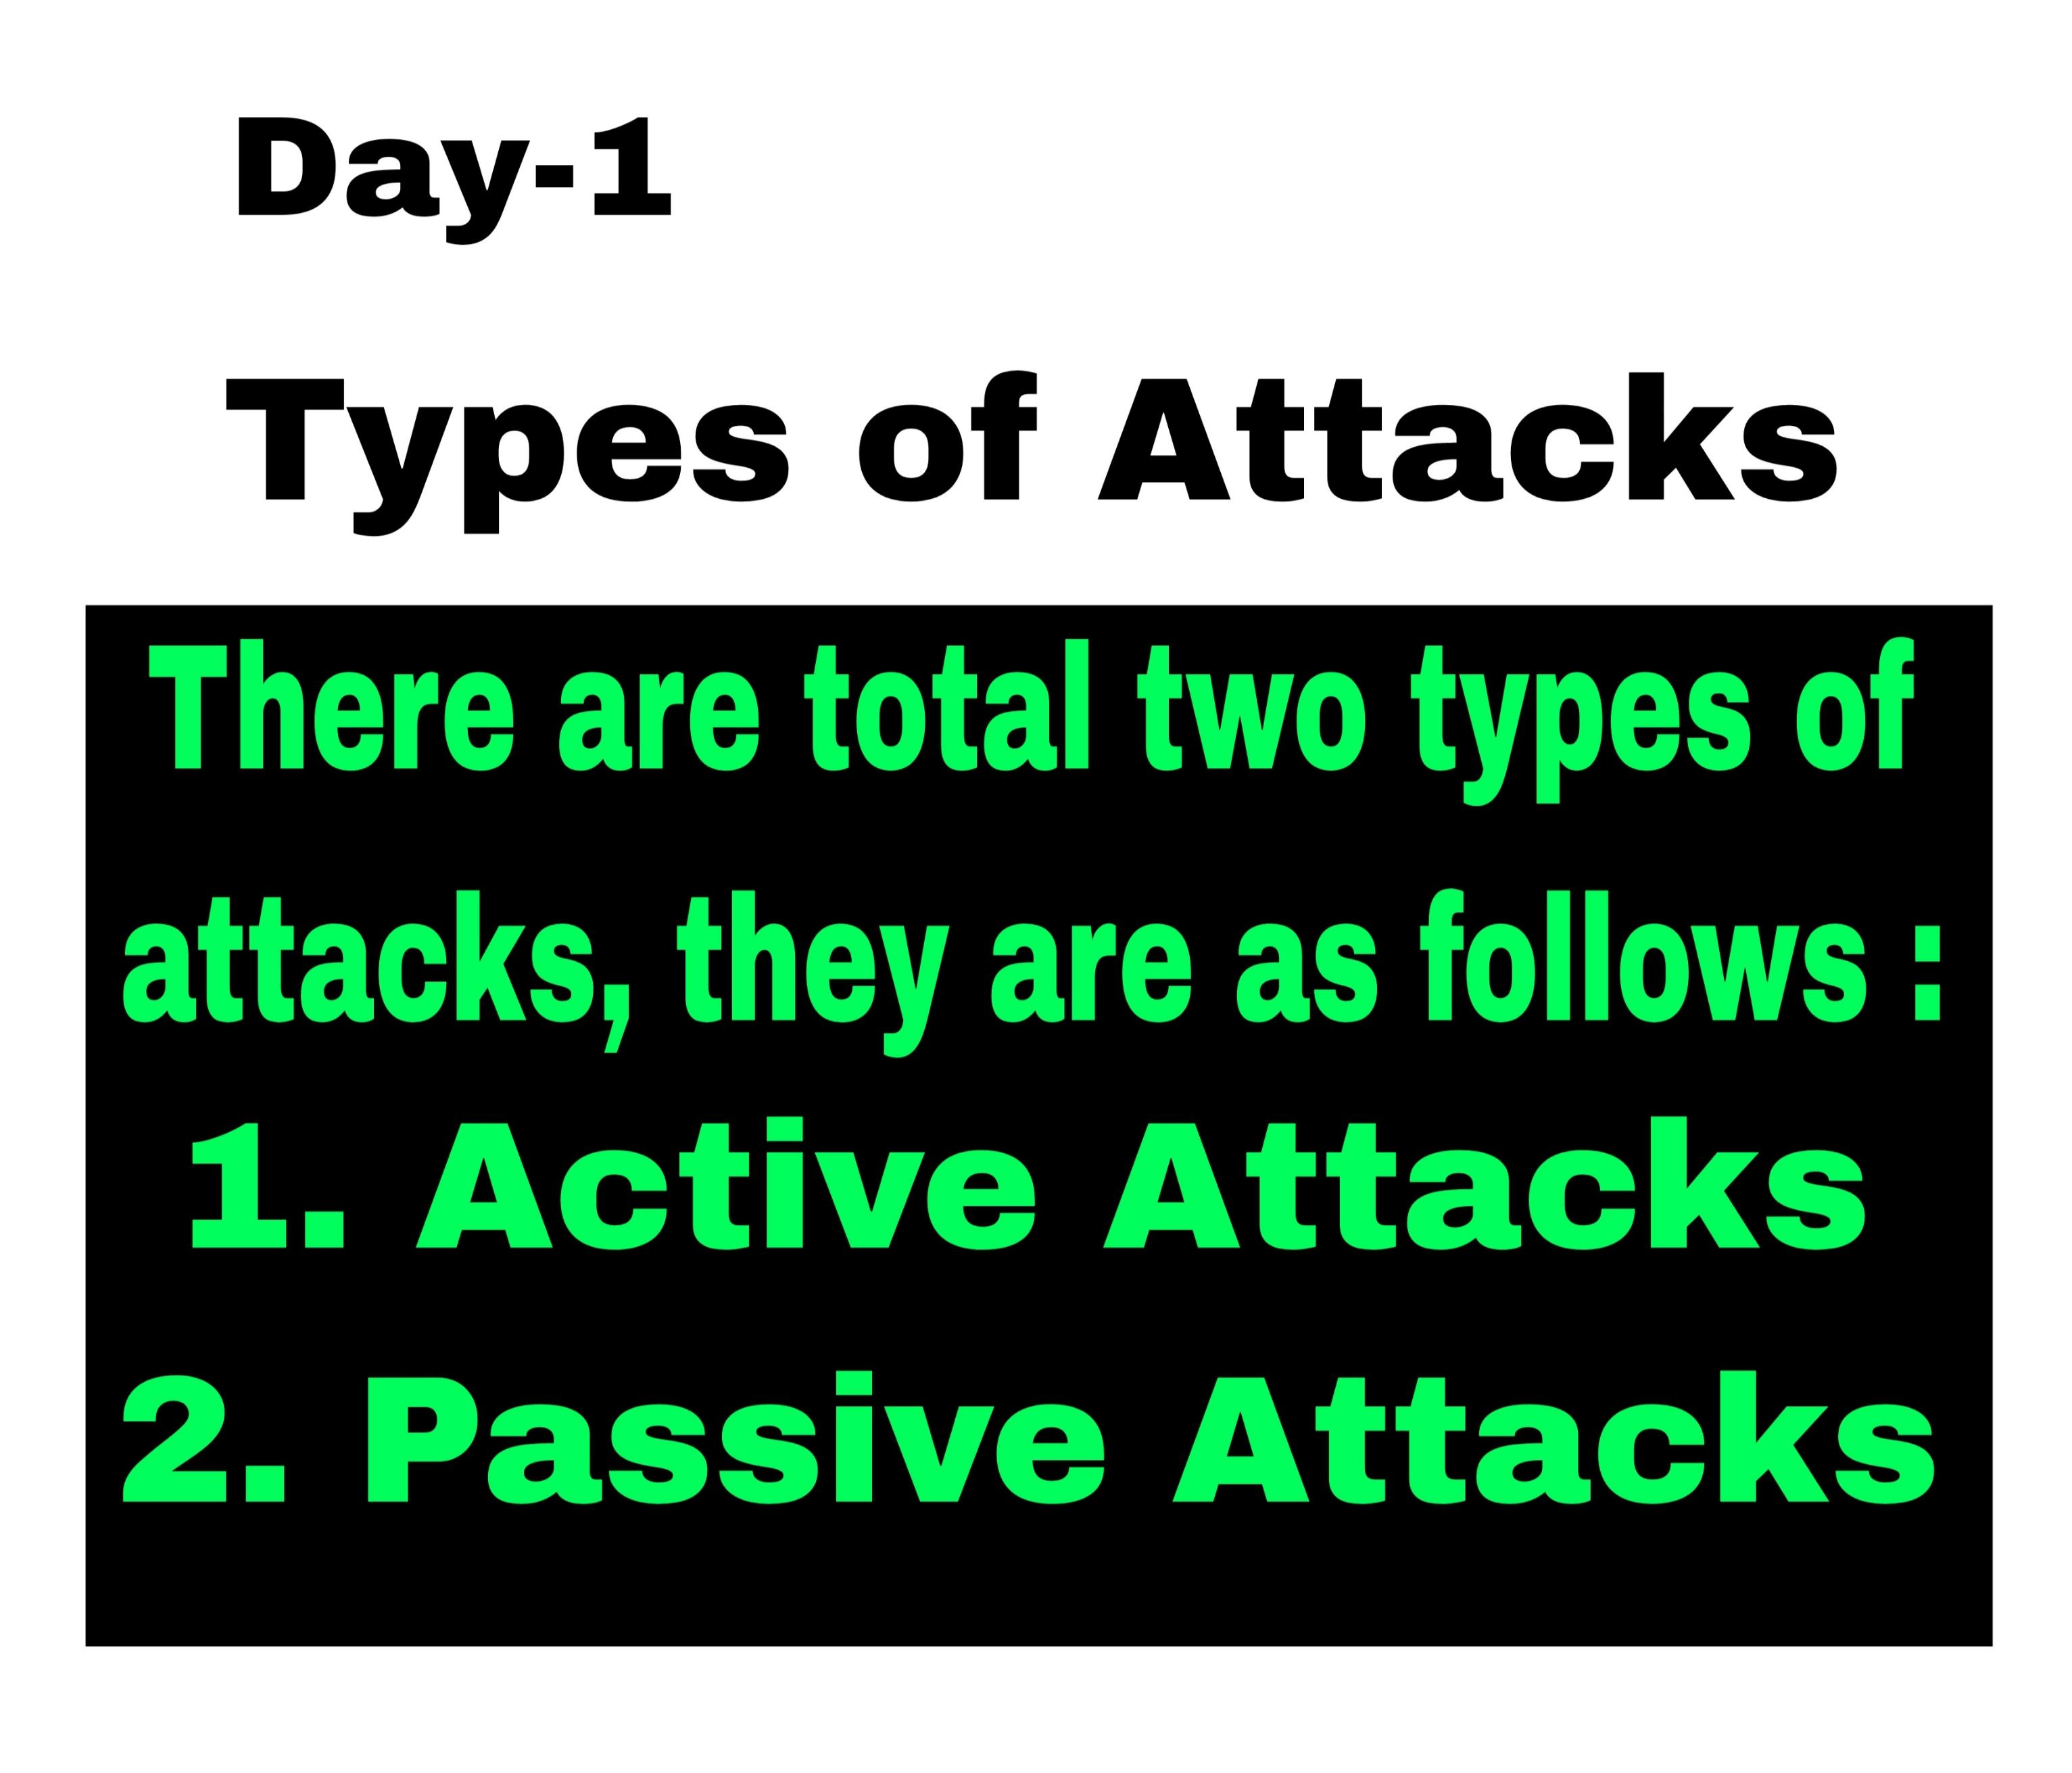 Day-1
Types of Attacks
There are total two types of
attacks, they are as follows :
1. Active Attacks
2. Passive Attacks